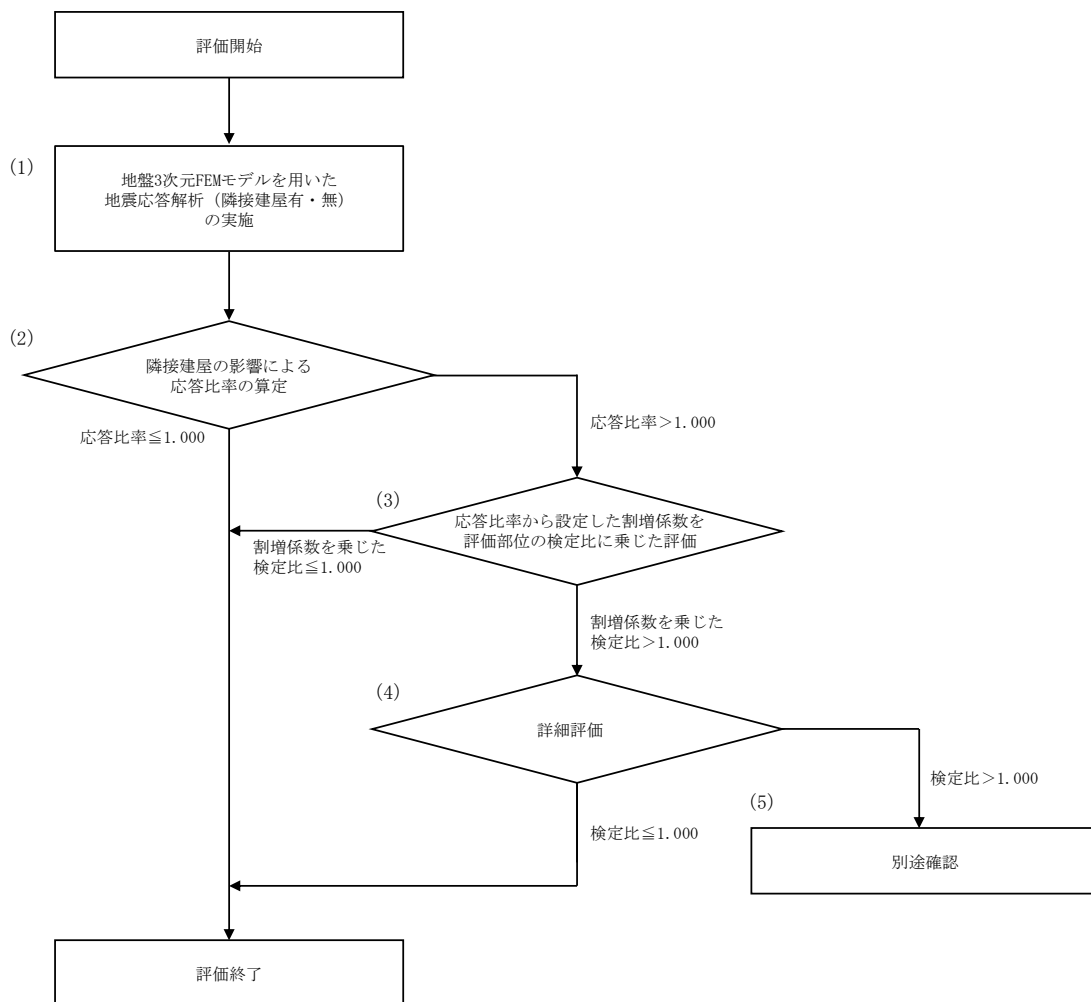 評価開始
(1)
地盤3次元FEMモデルを用いた
地震応答解析（隣接建屋有・無）
の実施
(2)
隣接建屋の影響による
応答比率の算定
応答比率≦1.000
応答比率＞1.000
(3)
応答比率から設定した割増係数を
評価部位の検定比に乗じた評価
割増係数を乗じた
検定比≦1.000
割増係数を乗じた
検定比＞1.000
(4)
詳細評価
検定比＞1.000
検定比≦1.000
(5)
別途確認
評価終了